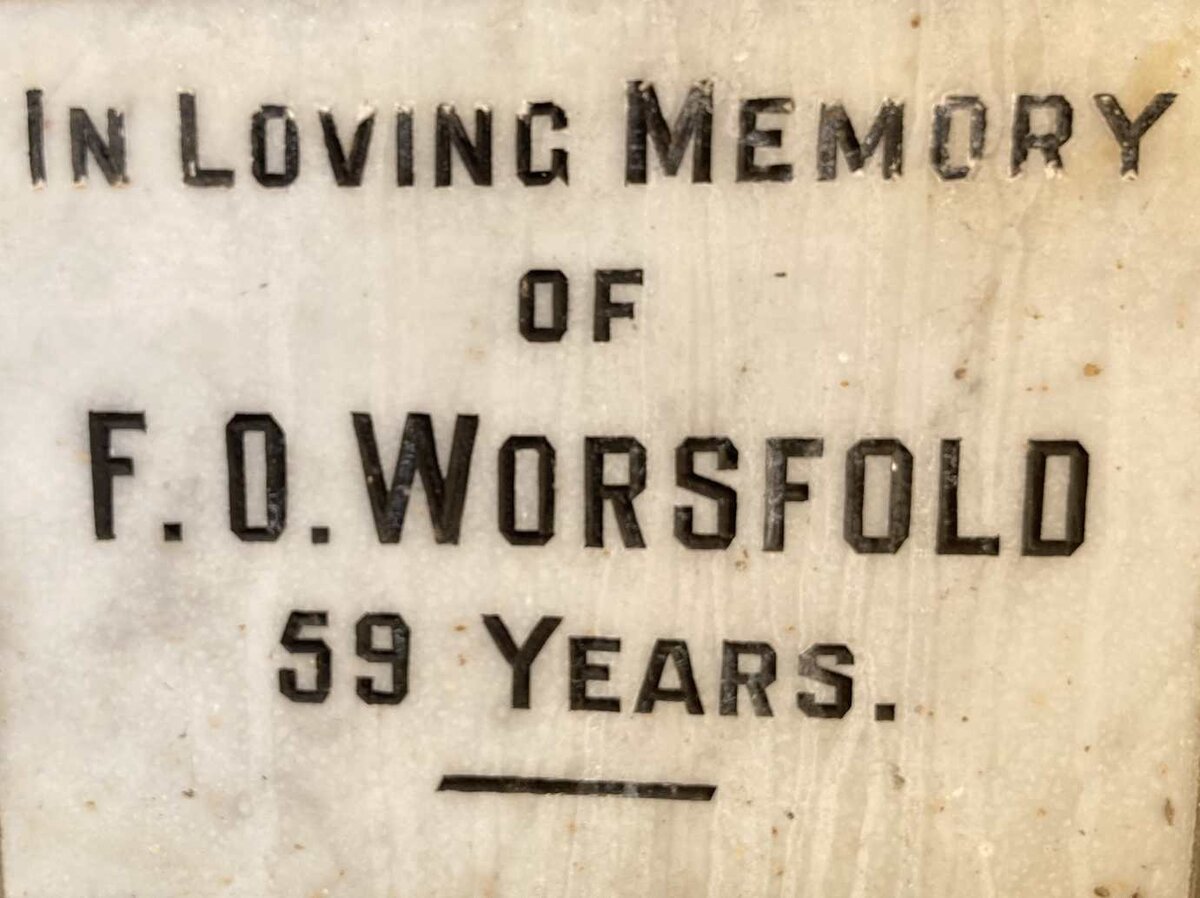 IN LOVING MEMORY
OF
F. O. WORSFOLD
59 YEARS.